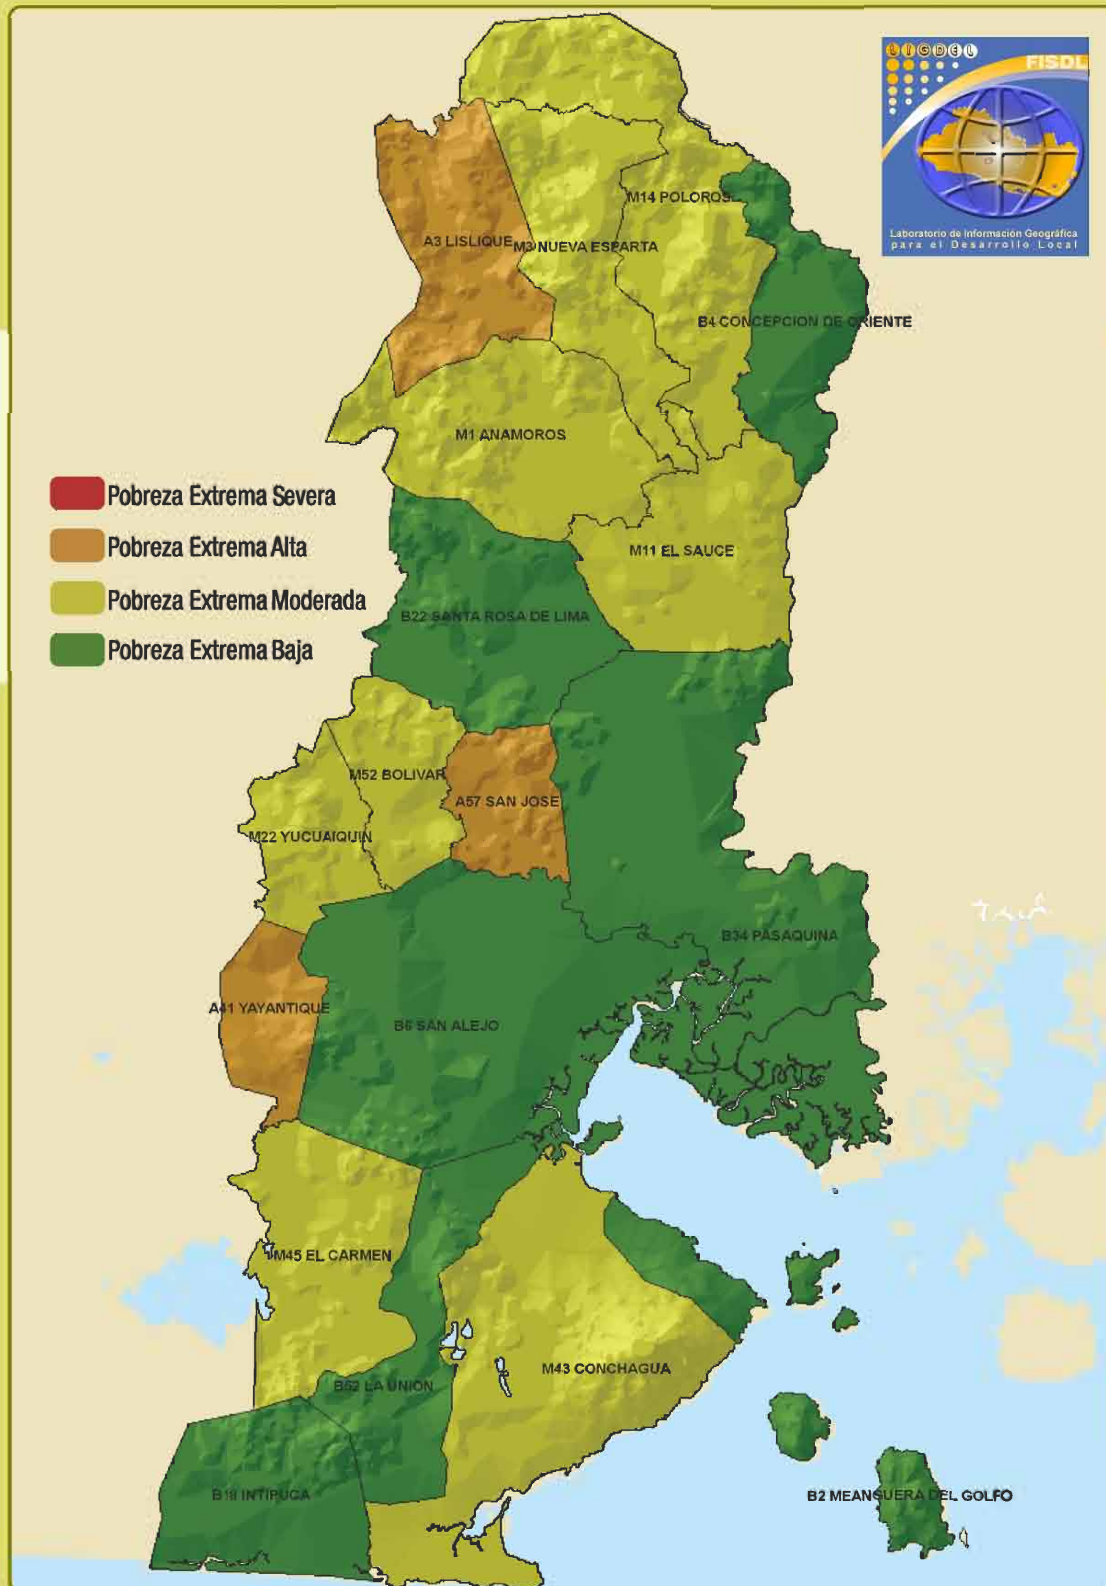 LIGDEL
FISDL
Laboratorio de Información Geográfica
para el Desarrollo Local
M14 POLOROS
A3 LISLIQUE
M3 NUEVA ESPARTA
B4 CONCEPCION DE ORIENTE
M1 ANAMOROS
Pobreza Extrema Severa
Pobreza Extrema Alta
Pobreza Extrema Moderada
Pobreza Extrema Baja
M11 EL SAUCE
B22 SANTA ROSA DE LIMA
M52 BOLIVAR
A57 SAN JOSE
M22 YUCUAIQUIN
B34 PASAQUINA
A41 YAYANTIQUE
B6 SAN ALEJO
M45 EL CARMEN
M43 CONCHAGUA
B52 LA UNION
B19 INTIPUCA
B2 MEANGUERA DEL GOLFO